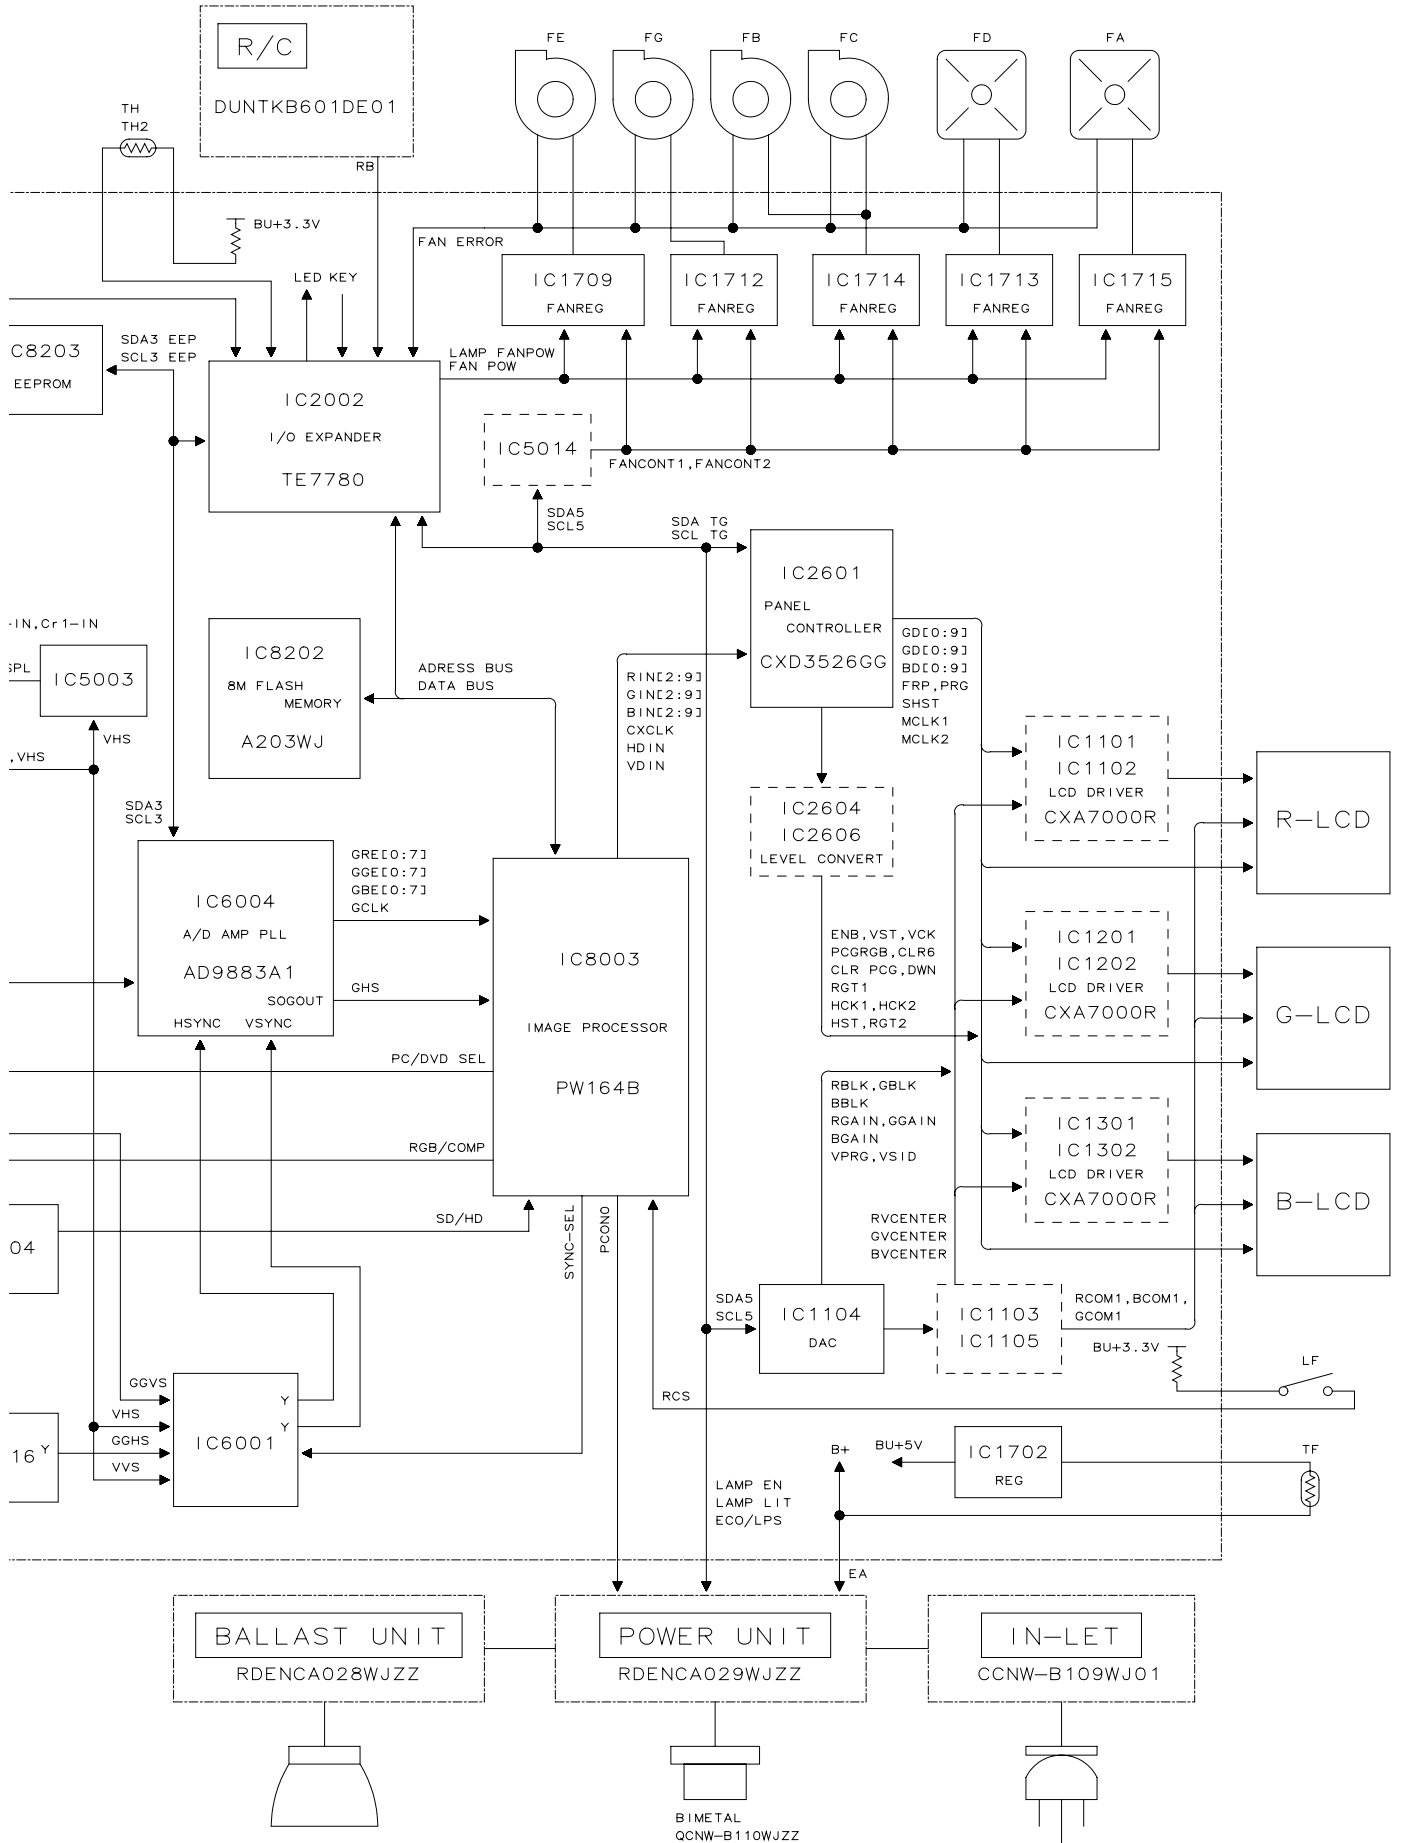 R/C
DUNTKB601DE01
FE
FG
FB
FC
FD
FA
TH
TH2
RB
BU+3.3V
FAN ERROR
LED KEY
IC1709
FANREG
IC1712
FANREG
IC1714
FANREG
IC1713
FANREG
IC1715
FANREG
C8203
EEPROM
SDA3 EEP
SCL3 EEP
LAMP FANPOW
FAN POW
IC2002
I/O EXPANDER
TE7780
IC5014
FANCONT1,FANCONT2
SDA5
SCL5
SDA TG
SCL TG
IC2601
PANEL
CONTROLLER
CXD3526GG
-IN,Cr1-IN
SPL
IC5003
VHS
,VHS
IC8202
8M FLASH
MEMORY
A203WJ
ADRESS BUS
DATA BUS
RIN[2:9]
GIN[2:9]
BIN[2:9]
CXCLK
HDIN
VDIN
GD[0:9]
GD[0:9]
BD[0:9]
FRP,PRG
SHST
MCLK1
MCLK2
IC1101
IC1102
LCD DRIVER
CXA7000R
R-LCD
IC2604
IC2606
LEVEL CONVERT
SDA3
SCL3
GRE[0:7]
GGE[0:7]
GBE[0:7]
GCLK
IC6004
A/D AMP PLL
AD9883A1
SOGOUT
HSYNC VSYNC
GHS
IC8003
IMAGE PROCESSOR
PW164B
ENB,VST,VCK
PCGRGB,CLR6
CLR PCG,DWN
RGT1
HCK1,HCK2
HST,RGT2
IC1201
IC1202
LCD DRIVER
CXA7000R
G-LCD
PC/DVD SEL
RBLK,GBLK
BBLK
RGAIN,GGAIN
BGAIN
VPRG,VSID
IC1301
IC1302
LCD DRIVER
CXA7000R
B-LCD
RGB/COMP
SD/HD
SYNC-SEL
PCONO
RVCENTER
GVCENTER
BVCENTER
04
SDA5
SCL5
IC1104
DAC
IC1103
IC1105
RCOM1,BCOM1,
GCOM1
BU+3.3V
LF
RCS
GGVS
VHS
GGHS
VVS
Y
Y
IC6001
16 Y
B+
BU+5V
IC1702
REG
TF
LAMP EN
LAMP LIT
ECO/LPS
EA
BALLAST UNIT
RDENCA028WJZZ
POWER UNIT
RDENCA029WJZZ
IN-LET
CCNW-B109WJ01
BIMETAL
QCNW-B110WJZZ